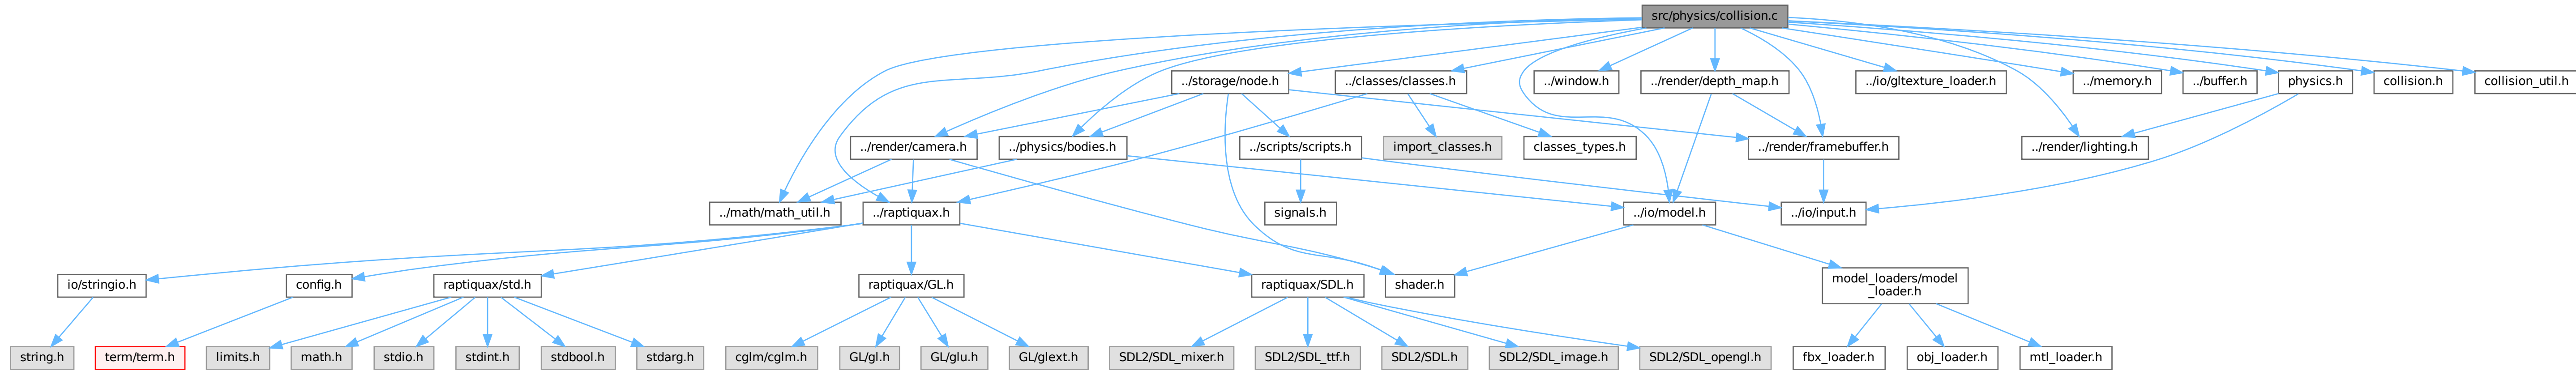 src/physics/collision.c
../storage/node.h
../classes/classes.h
../window.h
../render/depth_map.h
../io/gltexture_loader.h
../memory.h
../buffer.h
physics.h
collision.h
collision_util.h
../render/camera.h
../physics/bodies.h
../scripts/scripts.h
import_classes.h
classes_types.h
../render/framebuffer.h
../render/lighting.h
../math/math_util.h
../raptiquax.h
signals.h
../io/model.h
../io/input.h
io/stringio.h
config.h
raptiquax/std.h
raptiquax/GL.h
raptiquax/SDL.h
shader.h
model_loaders/model
_loader.h
string.h
term/term.h
limits.h
math.h
stdio.h
stdint.h
stdbool.h
stdarg.h
cglm/cglm.h
GL/gl.h
GL/glu.h
GL/glext.h
SDL2/SDL_mixer.h
SDL2/SDL_ttf.h
SDL2/SDL.h
SDL2/SDL_image.h
SDL2/SDL_opengl.h
fbx_loader.h
obj_loader.h
mtl_loader.h